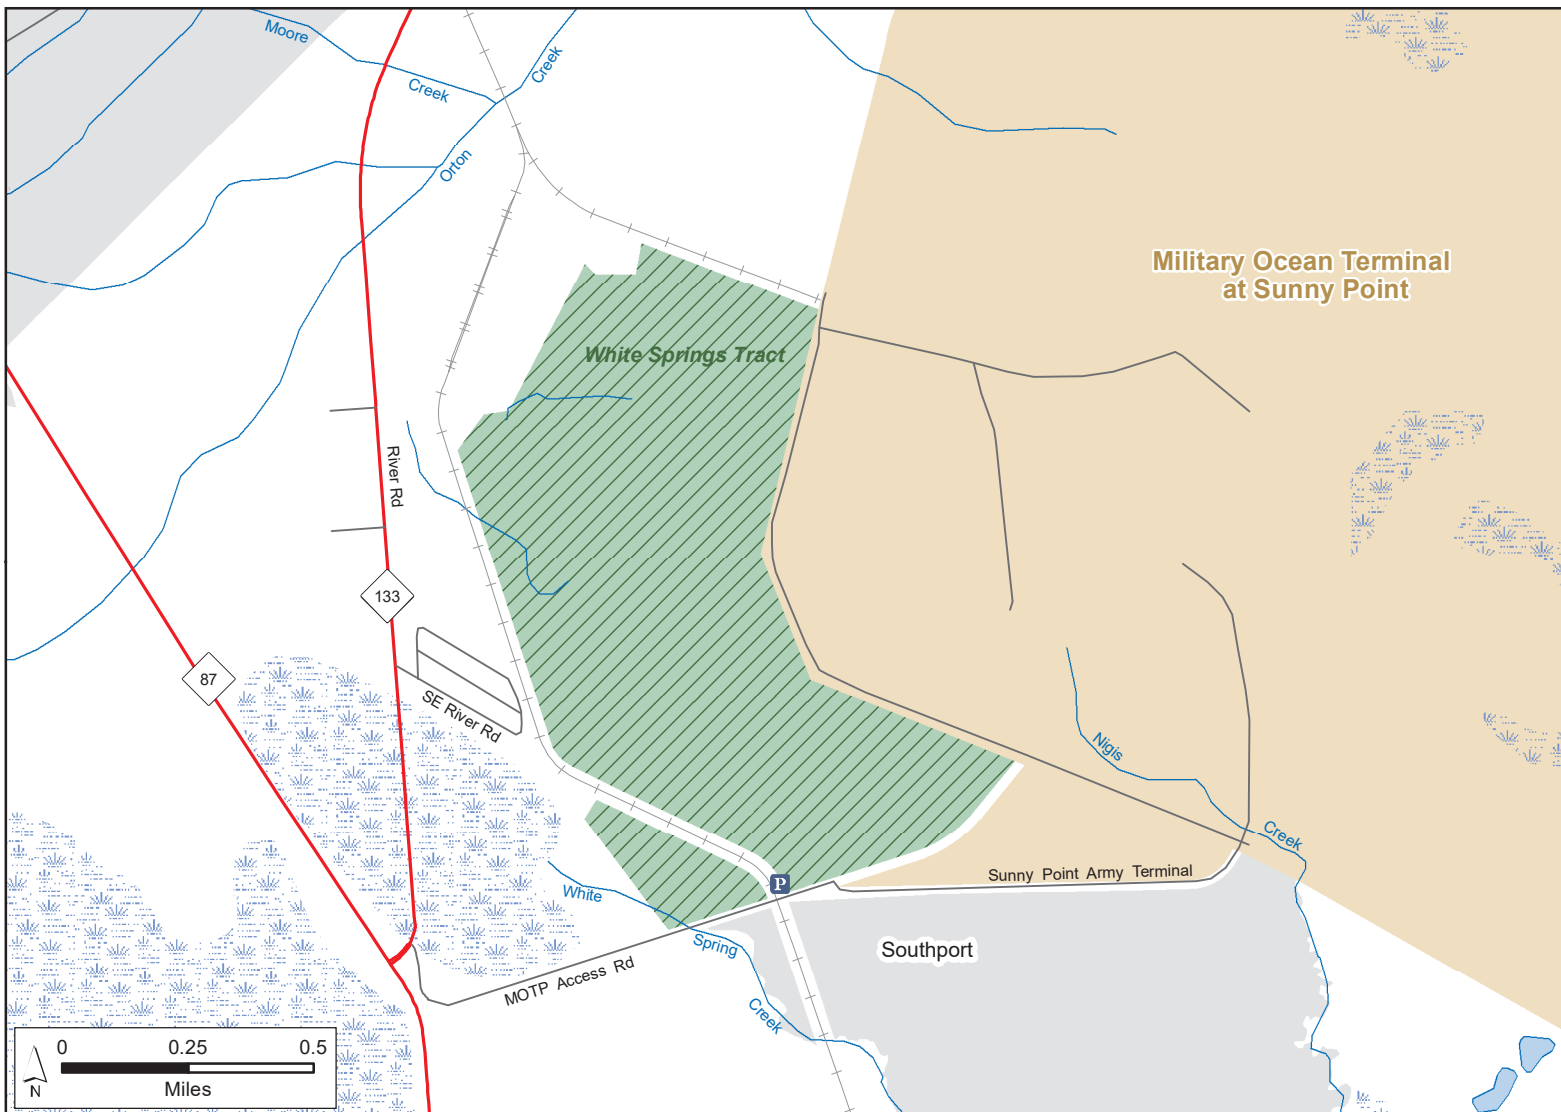 Moore
Creek
Creek
Orton
Military Ocean Terminal
at Sunny Point
White Springs Tract
River Rd
133
87
SE River Rd
Nigis
Creek
Sunny Point Army Terminal
P
White
Spring
Creek
Southport
MOTP Access Rd
0 0.25 0.5
Miles
N